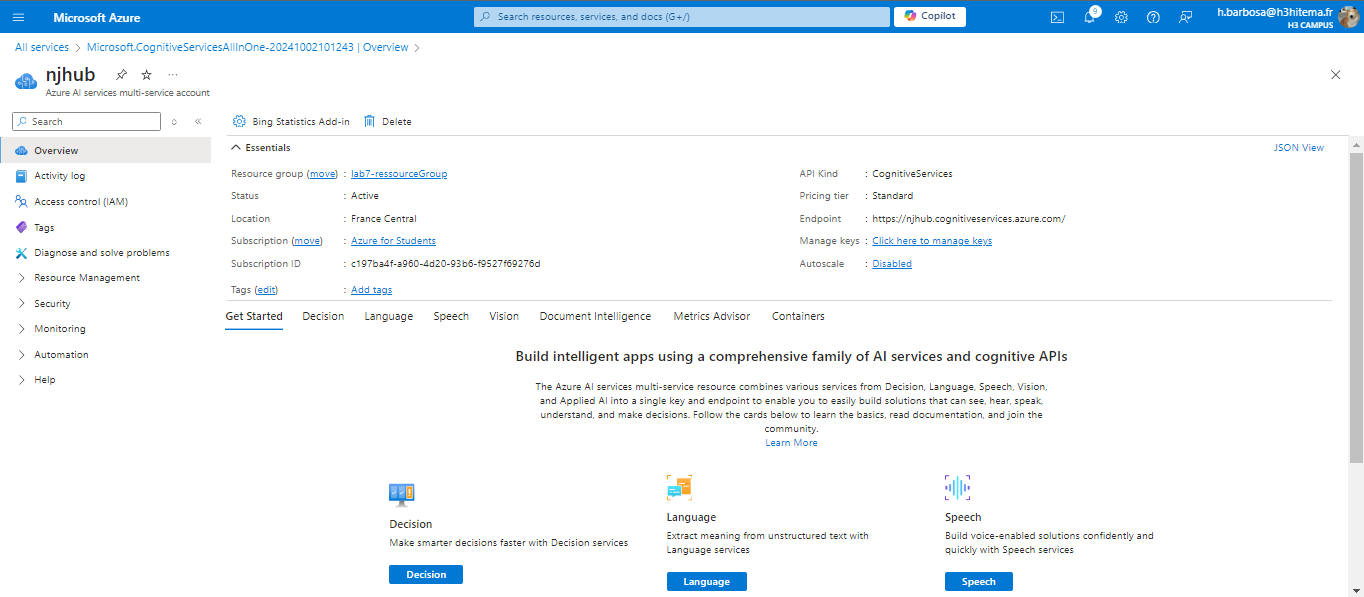 Microsoft Azure
Search resources, services, and docs (G+/)
Copilot
9
h.barbosa@h3hitema.fr
H3 CAMPUS
All services > Microsoft.CognitiveServicesAllInOne-20241002101243 | Overview >
njhub
Azure AI services multi-service account
Search
Overview
Activity log
Access control (IAM)
Tags
Diagnose and solve problems
Resource Management
Security
Monitoring
Automation
Help
Bing Statistics Add-in Delete
Essentials
JSON View
Resource group (move) : lab7-ressourceGroup
Status : Active
Location : France Central
Subscription (move) : Azure for Students
Subscription ID : c197ba4f-a960-4d20-93b6-f9527f69276d
Tags (edit) : Add tags
API Kind : CognitiveServices
Pricing tier : Standard
Endpoint : https://njhub.cognitiveservices.azure.com/
Manage keys : Click here to manage keys
Autoscale : Disabled
Get Started Decision Language Speech Vision Document Intelligence Metrics Advisor Containers
Build intelligent apps using a comprehensive family of AI services and cognitive APIs
The Azure AI services multi-service resource combines various services from Decision, Language, Speech, Vision,
and Applied AI into a single key and endpoint to enable you to easily build solutions that can see, hear, speak,
understand, and make decisions. Follow the cards below to learn the basics, read documentation, and join the
community.
Learn More
Decision
Make smarter decisions faster with Decision services
Decision
Language
Extract meaning from unstructured text with
Language services
Language
Speech
Build voice-enabled solutions confidently and
quickly with Speech services
Speech